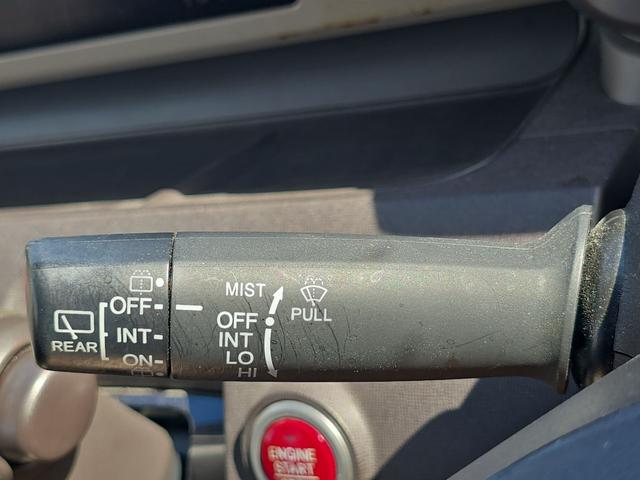 OFF
INT
ON
REAR
MIST
OFF
INT
LO
HI
PULL
ENGINE
START